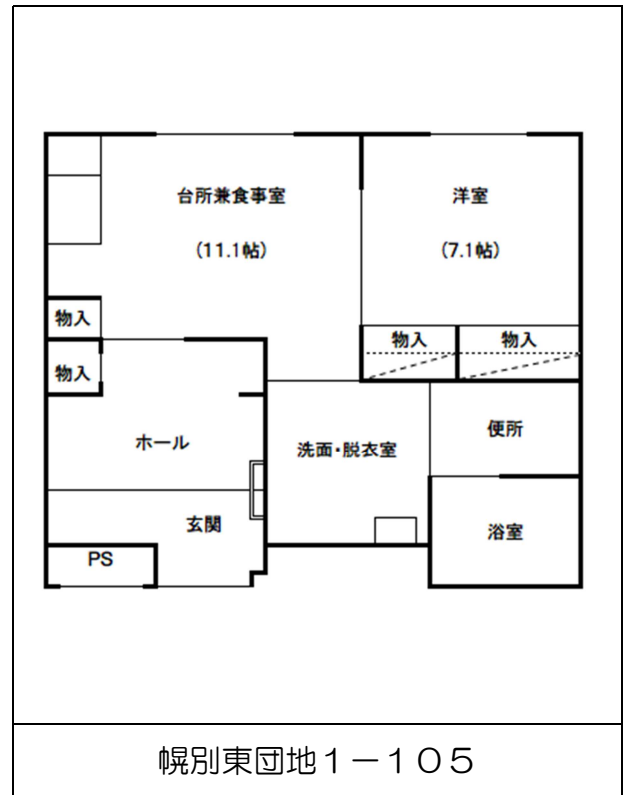 台所兼食事室
(11.1帖)
洋室
(7.1帖)
物入
物入
物入
物入
ホール
洗面・脱衣室
便所
玄関
浴室
PS
幌別東団地１－１０５